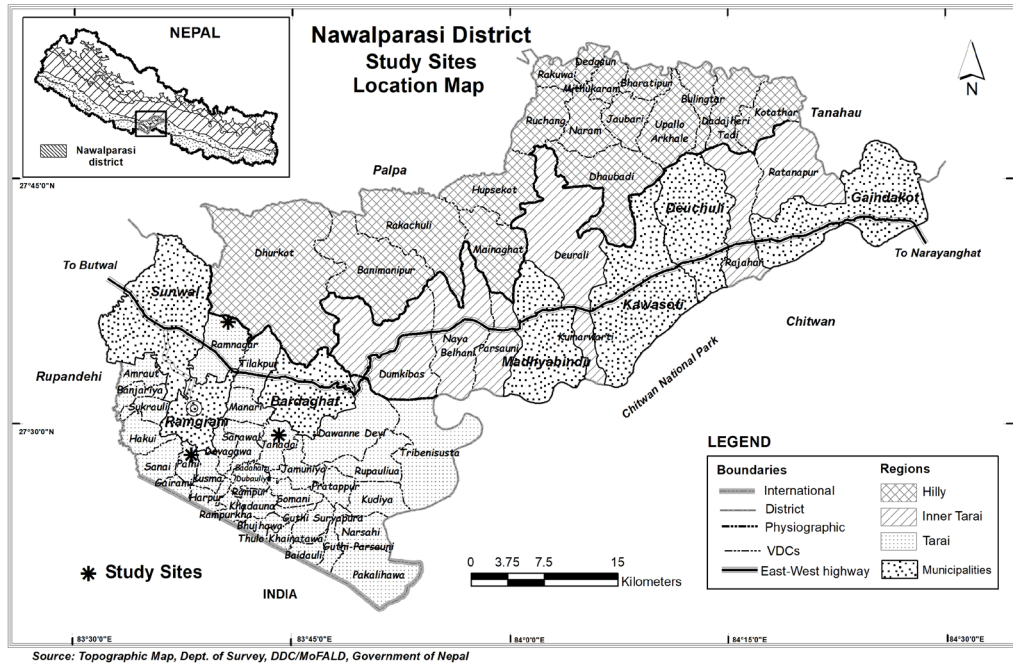 NEPAL
Nawalparasi
district
Nawalparasi District
Study Sites
Location Map
N
27°45'0"N
27°30'0"N
Palpa
Tanahau
Rupandehi
Chitwan
Chitwan National Park
INDIA
To Butwal
To Narayanghat
Dedgaun
Rakuwa
Mithukaram
Bharatipur
Bulingtar
Kotathar
Ruchang
Naram
Jaubari
Upallo
Arkhale
Dadajheri
Tadi
Dhaubadi
Ratanapur
Hupsekot
Deuchuli
Gaindakot
Rakachuli
Dhurkot
Mainaghat
Banimanipur
Deurali
Rajahar
Sunwal
Kawasoti
Ramnagar
Tilakpur
Naya
Belhani
Parsauni
Madhyabindu
Kumarworti
Amraut
Banjariya
Dumkibas
Bardaghat
Sukrauli
Manari
Ramgram
Hakui
Sarawal
Dawanne Devi
Devaggwa
Tribenisusta
Sanai
Palhi
Jamuniya
Rupauliua
Gairami
Kusma
Pratappur
Harpur
Rampur
Somani
Kudiya
Khadauna
Rampurkha
Guthi Suryapura
Bhujhawa
Narsahi
Thulo Khairatawa
Guthi-Parsauni
Baidauli
Pakalihawa
Study Sites
0 3.75 7.5 15
Kilometers
LEGEND
Boundaries
International
District
Physiographic
VDCs
East-West highway
Regions
Hilly
Inner Tarai
Tarai
Municipalities
83°30'0"E
83°45'0"E
84°0'0"E
84°15'0"E
84°30'0"E
Source: Topographic Map, Dept. of Survey, DDC/MoFALD, Government of Nepal